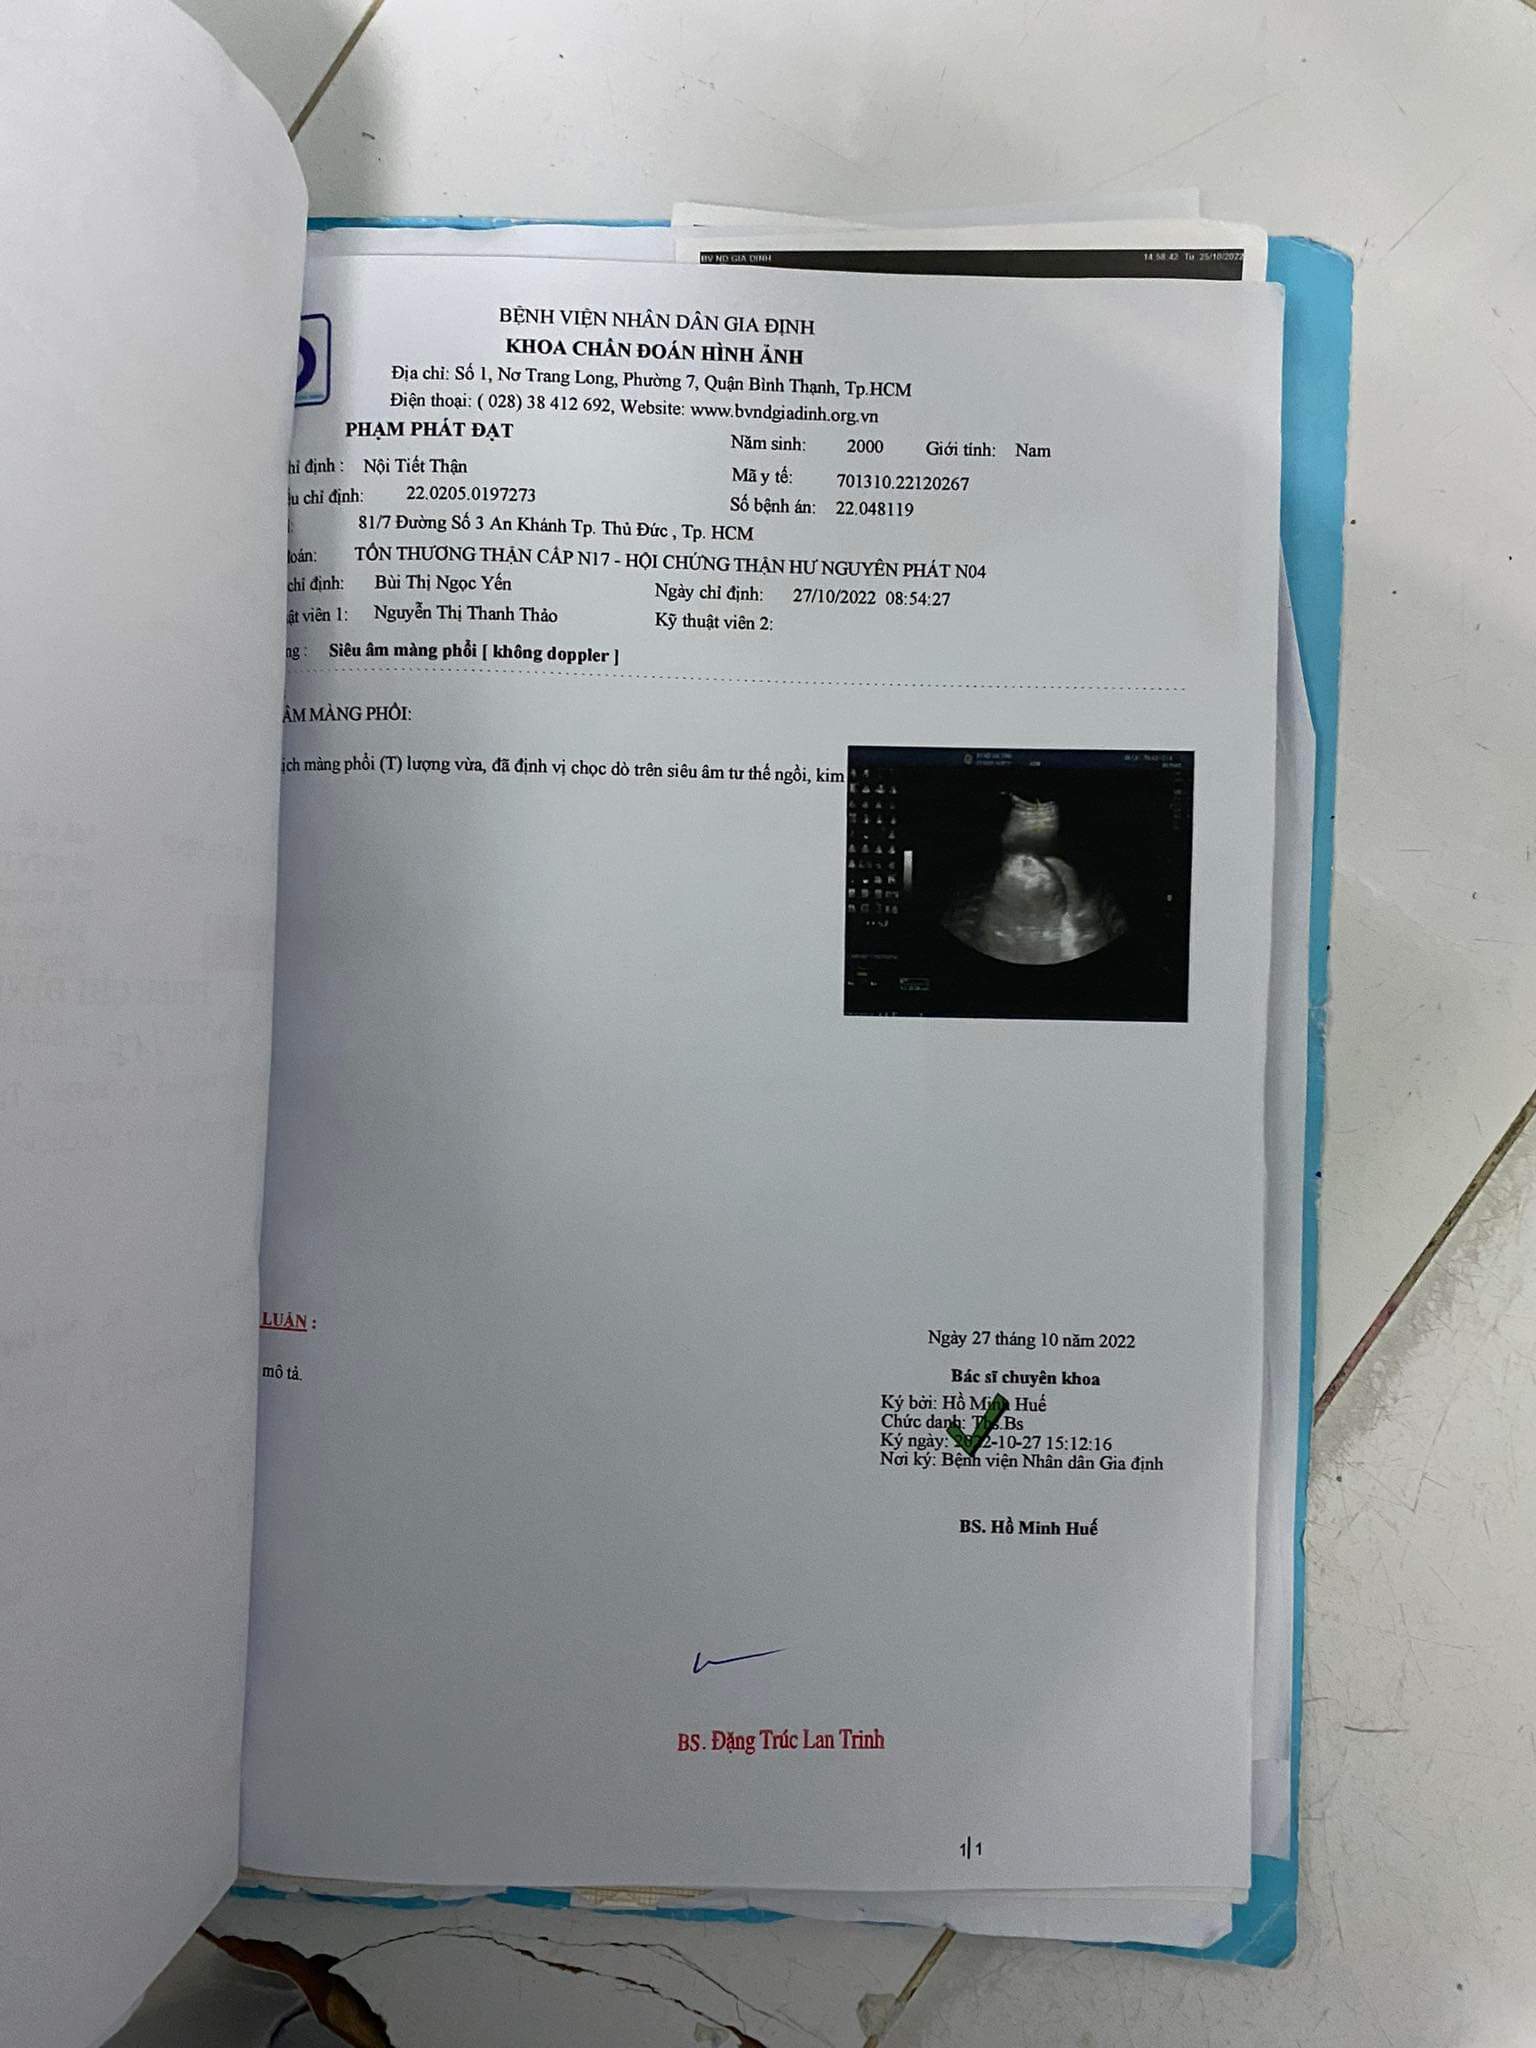 BV ND GIA DINH 14:58:42 Tu 25/10/2022
BỆNH VIỆN NHÂN DÂN GIA ĐỊNH
KHOA CHẨN ĐOÁN HÌNH ẢNH
Địa chỉ: Số 1, Nơ Trang Long, Phường 7, Quận Bình Thạnh, Tp.HCM
Điện thoại: ( 028) 38 412 692, Website: www.bvndgiadinh.org.vn
PHẠM PHÁT ĐẠT Năm sinh: 2000 Giới tính: Nam
hỉ định : Nội Tiết Thận Mã y tế: 701310.22120267
u chỉ định: 22.0205.0197273 Số bệnh án: 22.048119
81/7 Đường Số 3 An Khánh Tp. Thủ Đức , Tp. HCM
oán: TỔN THƯƠNG THẬN CẤP N17 - HỘI CHỨNG THẬN HƯ NGUYÊN PHÁT N04
chỉ định: Bùi Thị Ngọc Yến Ngày chỉ định: 27/10/2022 08:54:27
ật viên 1: Nguyễn Thị Thanh Thảo Kỹ thuật viên 2:
ng : Siêu âm màng phổi [ không doppler ]
ÂM MÀNG PHỔI:
ịch màng phổi (T) lượng vừa, đã định vị chọc dò trên siêu âm tư thế ngồi, kim
LUẬN :
mô tả.
Ngày 27 tháng 10 năm 2022
Bác sĩ chuyên khoa
Ký bởi: Hồ Minh Huế
Chức danh: Ths.Bs
Ký ngày: 2022-10-27 15:12:16
Nơi ký: Bệnh viện Nhân dân Gia định
BS. Hồ Minh Huế
BS. Đặng Trúc Lan Trinh
1|1